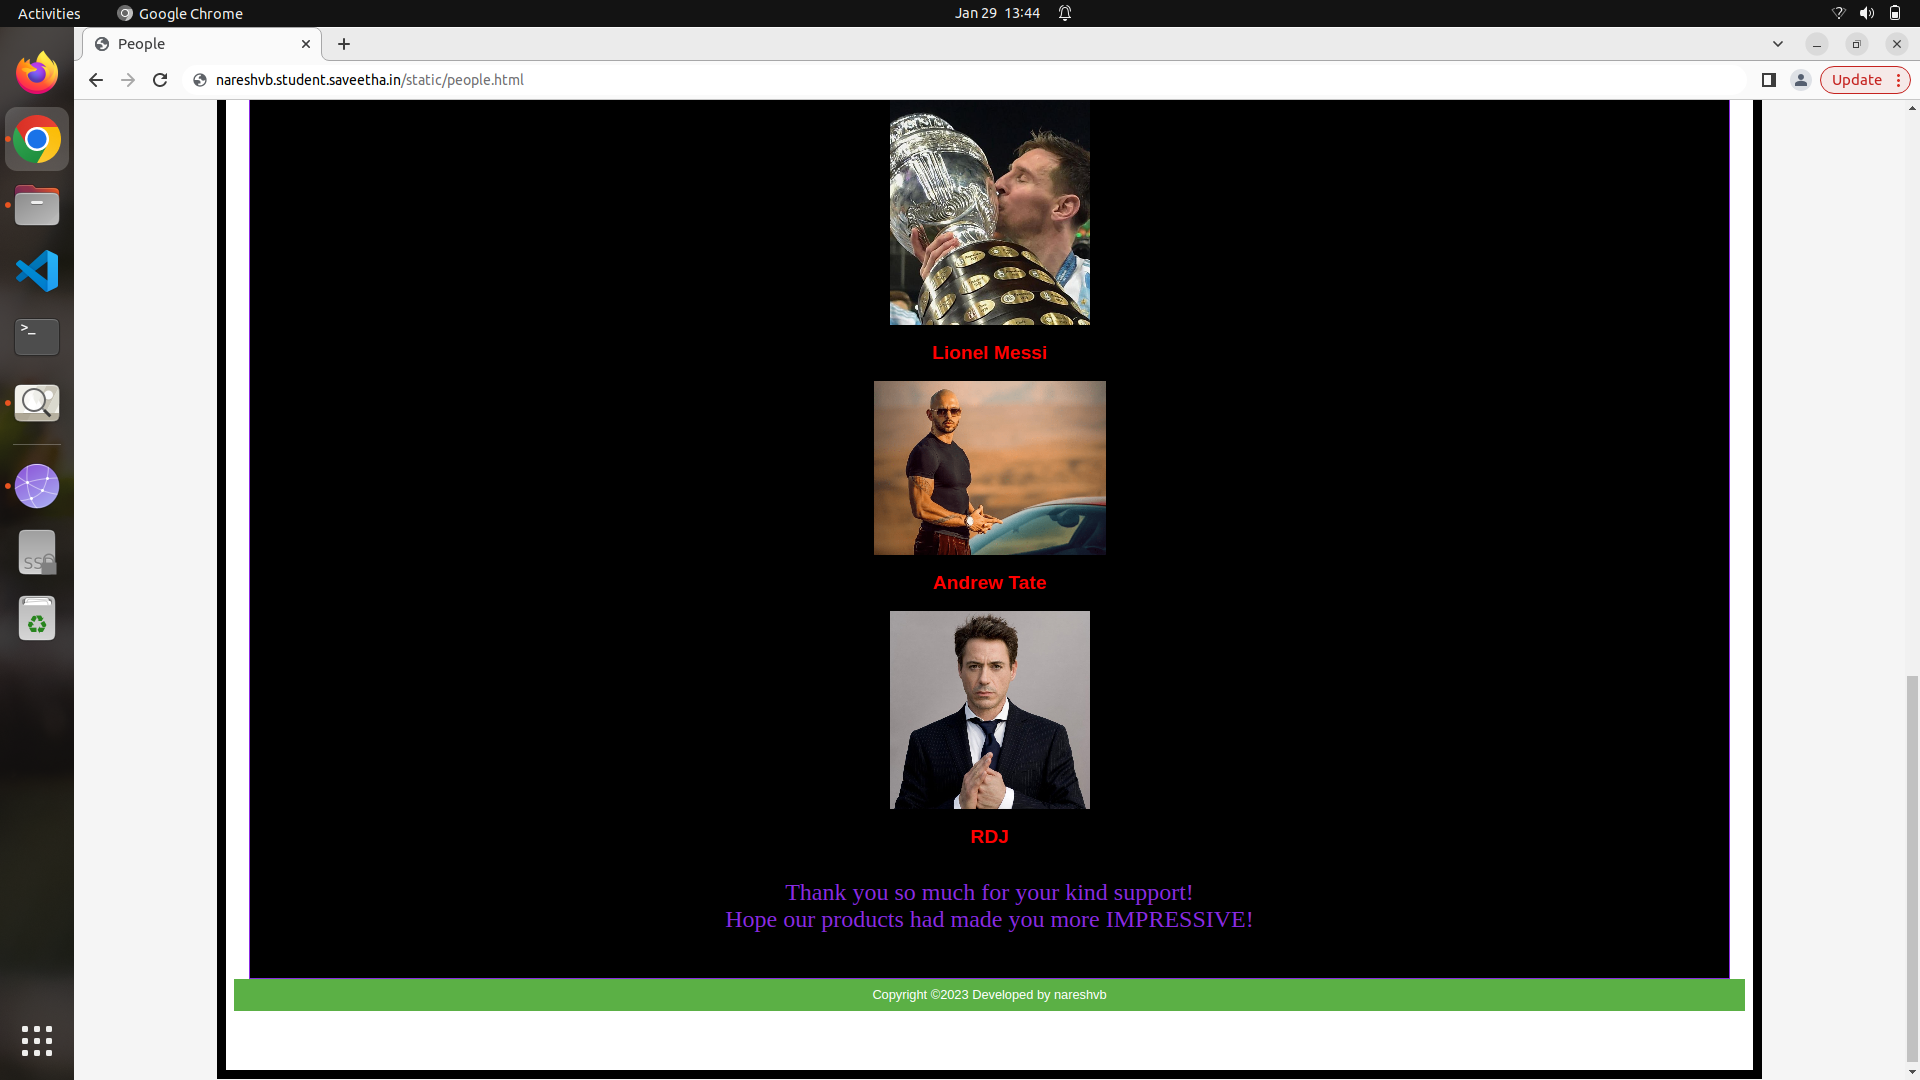 Activities
Google Chrome
Jan 29 13:44
People
nareshvb.student.saveetha.in/static/people.html
Update
>_
Lionel Messi
Andrew Tate
SS
RDJ
Thank you so much for your kind support!
Hope our products had made you more IMPRESSIVE!
Copyright ©2023 Developed by nareshvb